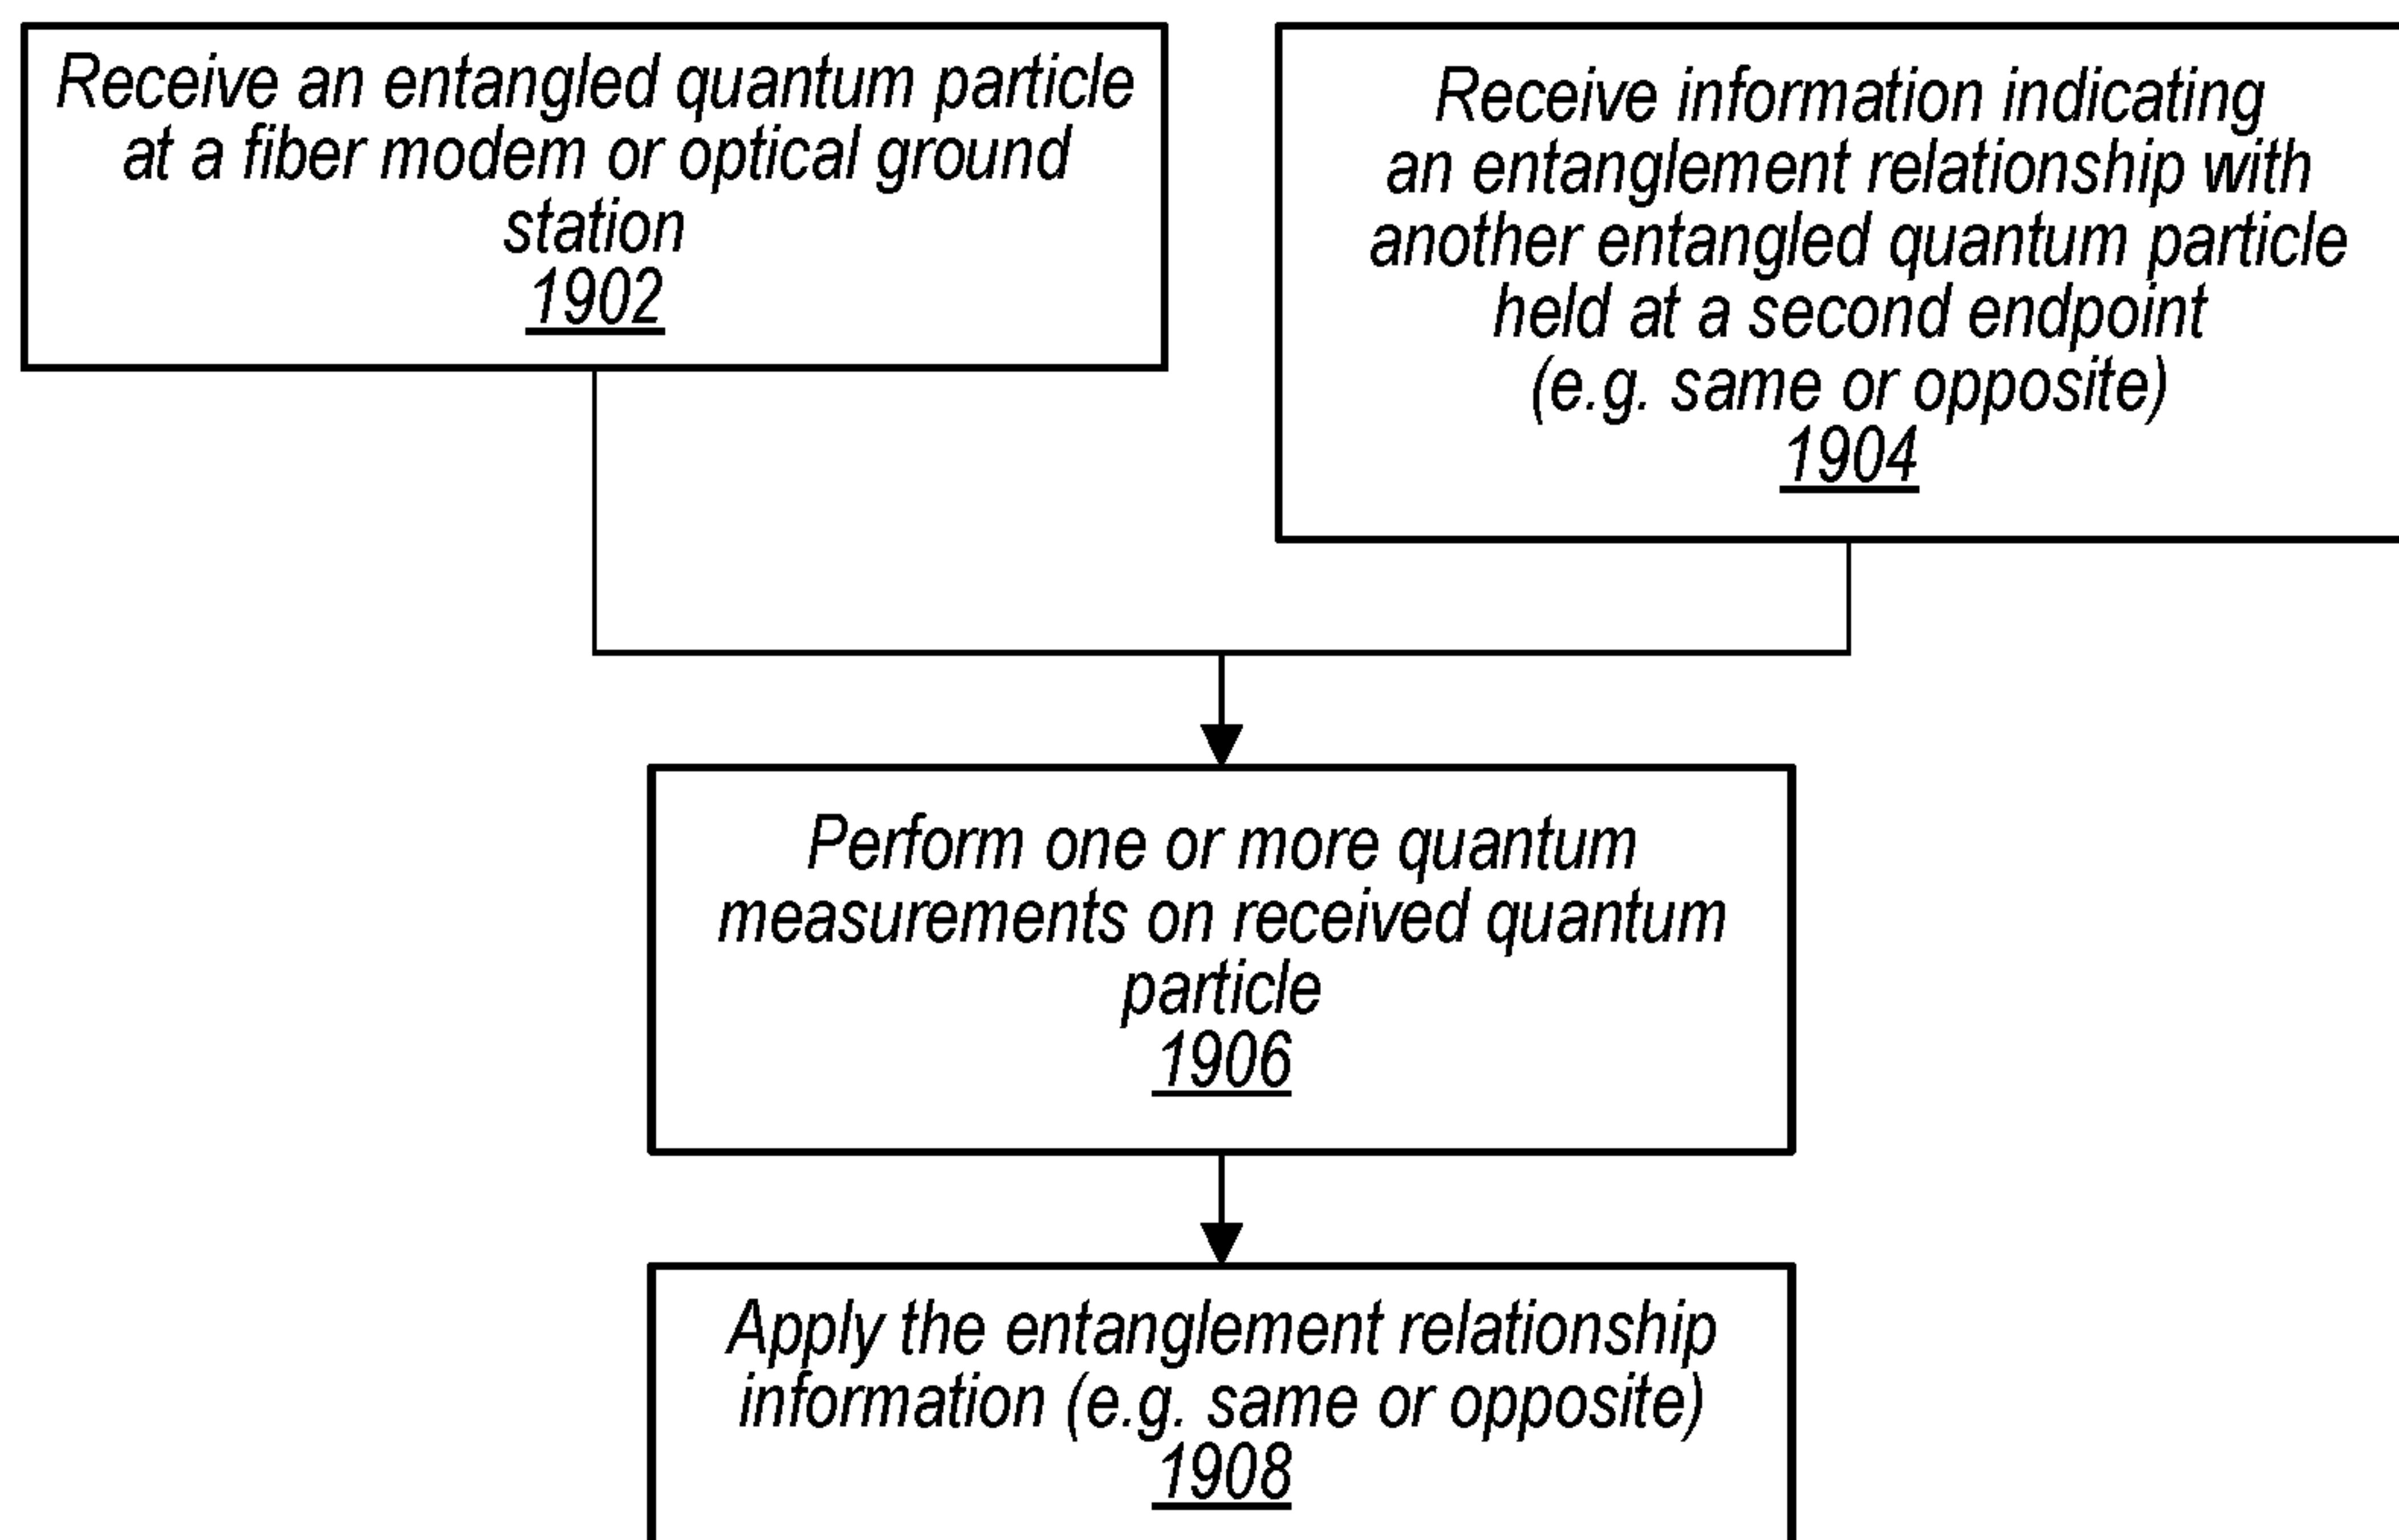 Receive an entangled quantum particle
at a fiber modem or optical ground
station
1902
Receive information indicating
an entanglement relationship with
another entangled quantum particle
held at a second endpoint
(e.g. same or opposite)
1904
Perform one or more quantum
measurements on received quantum
particle
1906
Apply the entanglement relationship
information (e.g. same or opposite)
1908